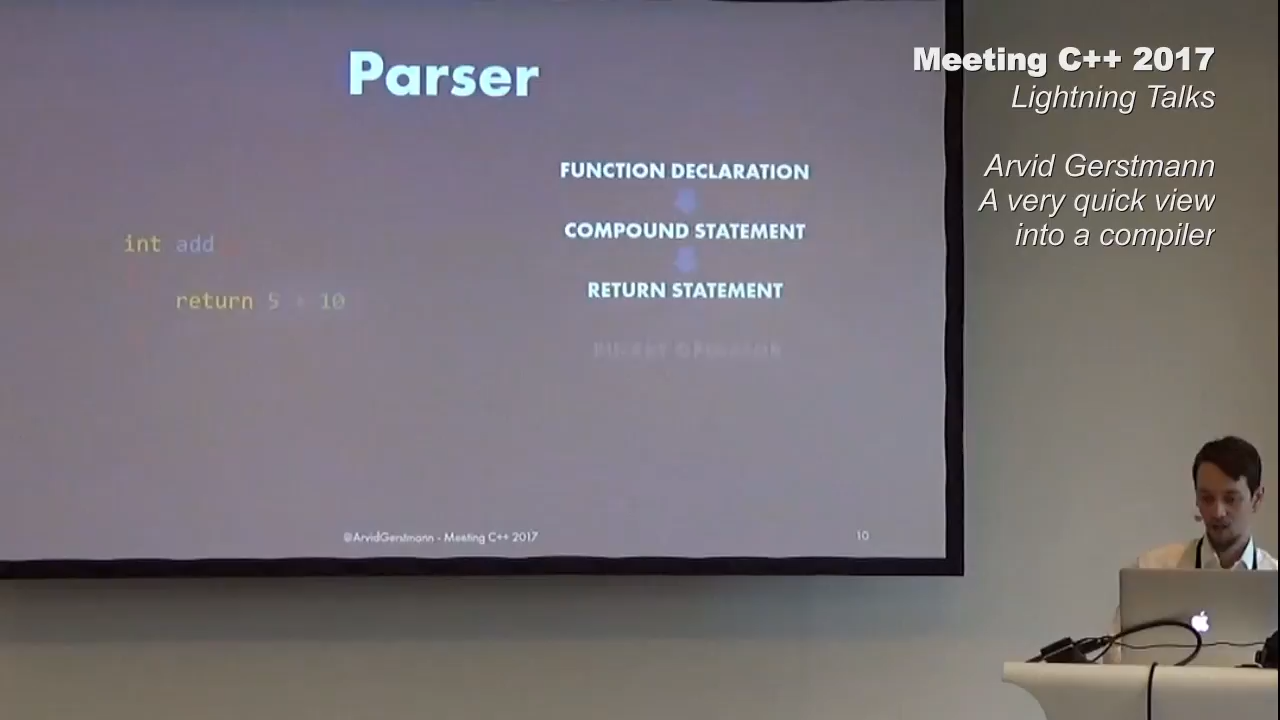 Parser
FUNCTION DECLARATION
COMPOUND STATEMENT
RETURN STATEMENT
int add
return 5 + 10
@ArvidGerstmann - Meeting C++ 2017
10
Meeting C++ 2017
Lightning Talks
Arvid Gerstmann
A very quick view
into a compiler